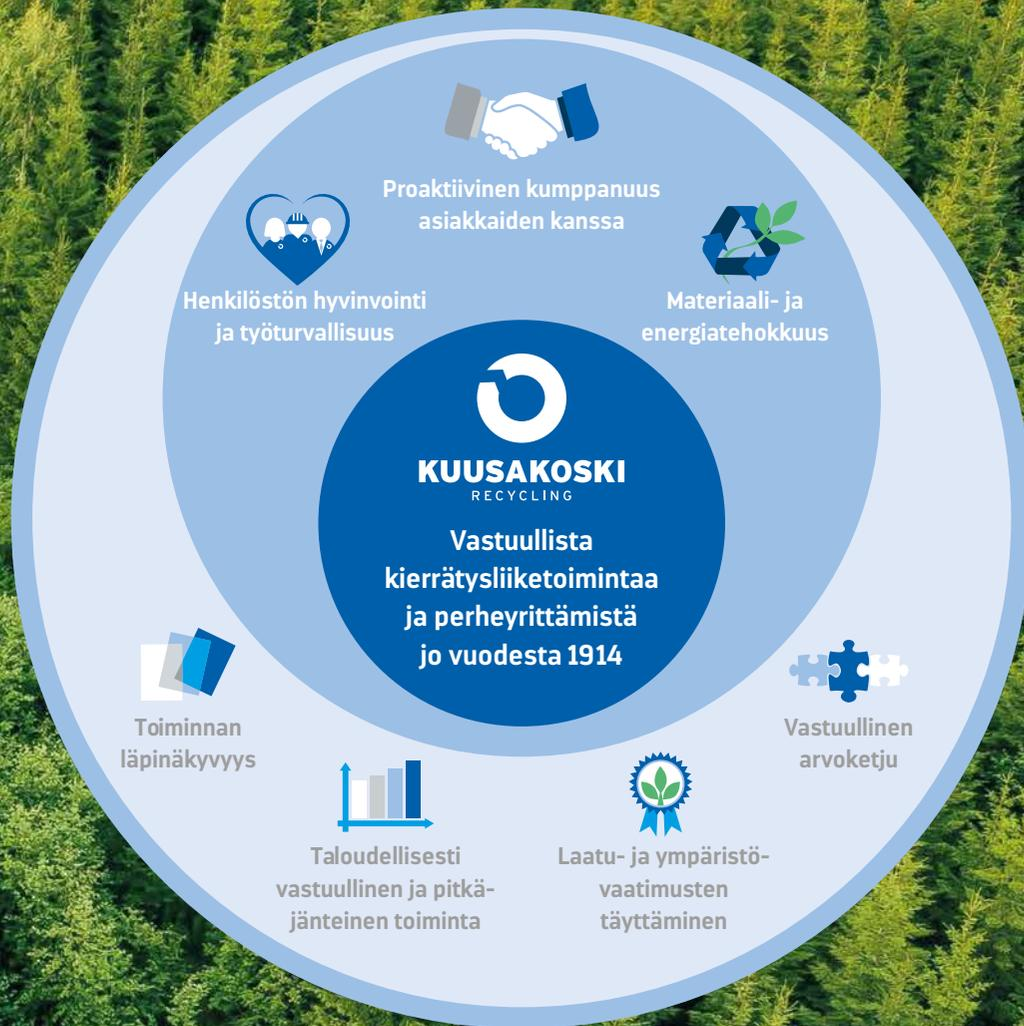 Proaktiivinen kumppanuus
asiakkaiden kanssa
Henkilöstön hyvinvointi
ja työturvallisuus
Materiaali- ja
energiatehokkuus
KUUSAKOSKI
RECYCLING
Vastuullista
kierrätysliiketoimintaa
ja perheyrittämistä
jo vuodesta 1914
Toiminnan
läpinäkyvyys
Vastuullinen
arvoketju
Taloudellisesti
vastuullinen ja pitkä-
jänteinen toiminta
Laatu- ja ympäristö-
vaatimusten
täyttäminen